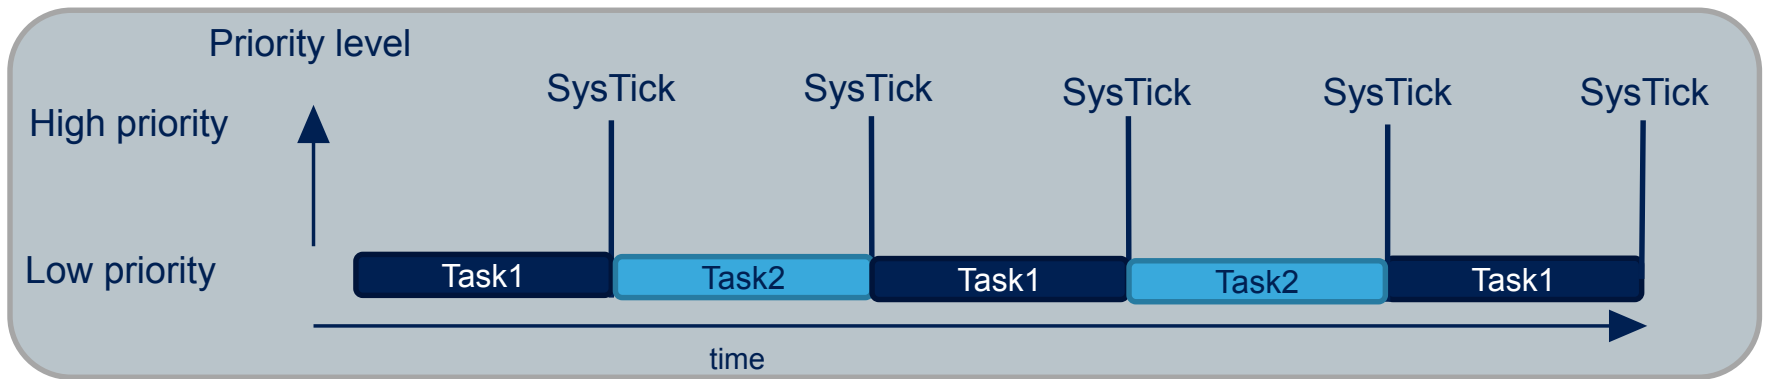 Priority level
SysTick SysTick SysTick SysTick SysTick
High priority
Low priority
Task1 Task2 Task1 Task2 Task1
time